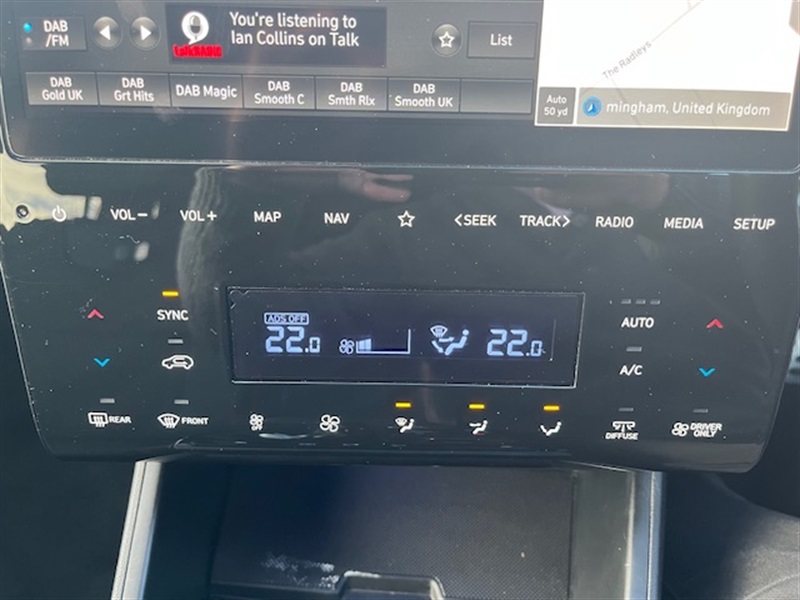 DAB
/FM
talkRADIO
You're listening to
Ian Collins on Talk
List
The Radleys
DAB
Gold UK
DAB
Grt Hits
DAB Magic
DAB
Smooth C
DAB
Smth Rlx
DAB
Smooth UK
Auto
50 yd
mingham, United Kingdom
VOL−
VOL+
MAP
NAV
<SEEK
TRACK>
RADIO
MEDIA
SETUP
SYNC
ADS OFF
22.0
22.0
AUTO
A/C
REAR
FRONT
OFF
DIFFUSE
DRIVER
ONLY